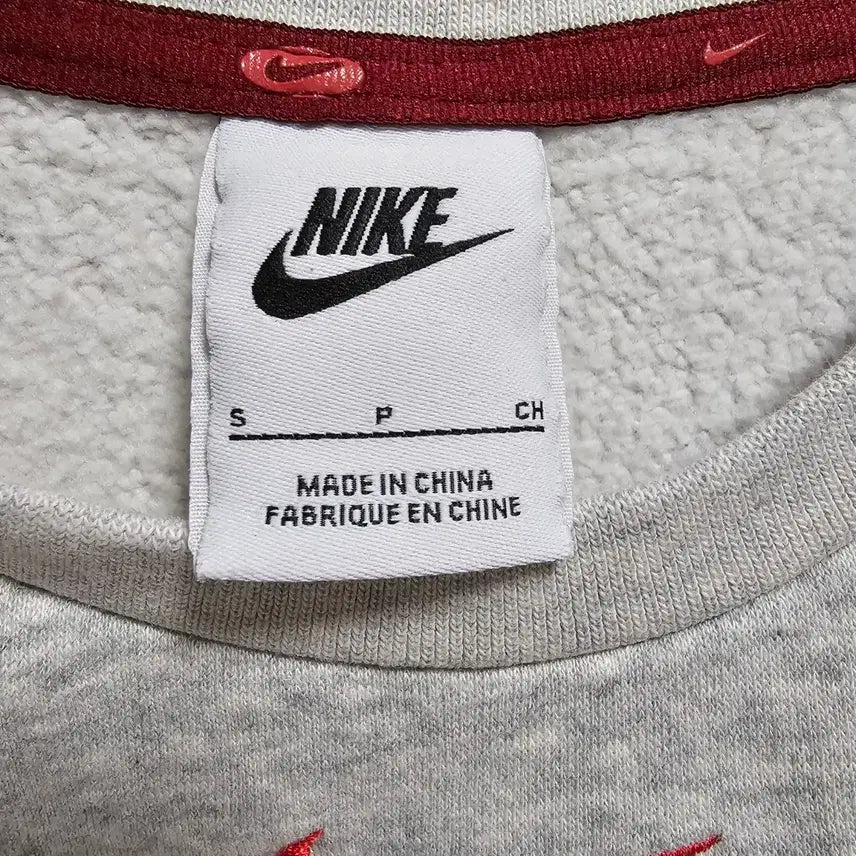 NIKE
S P CH
MADE IN CHINA
FABRIQUE EN CHINE